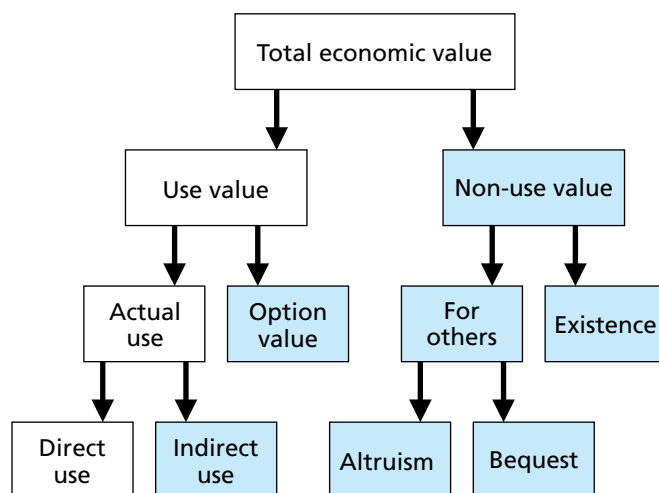 Total economic value
Use value
Non-use value
Actual
use
Option
value
For
others
Existence
Direct
use
Indirect
use
Altruism
Bequest